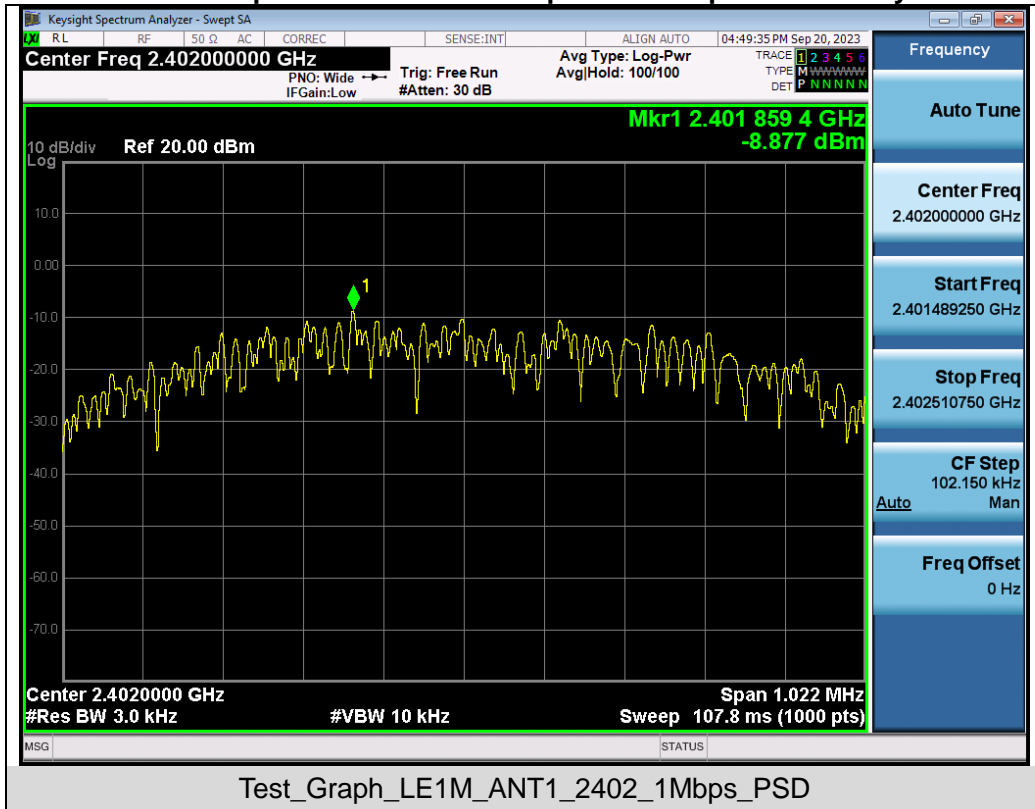 Keysight Spectrum Analyzer - Swept SA
LXI RL RF 50 Ω AC CORREC SENSE:INT ALIGN AUTO 04:49:35 PM Sep 20, 2023
Center Freq 2.402000000 GHz
PNO: Wide
IFGain:Low
Trig: Free Run
#Atten: 30 dB
Avg Type: Log-Pwr
Avg|Hold: 100/100
TRACE 1 2 3 4 5 6
TYPE M WWWWW
DET P N N N N N
Mkr1 2.401 859 4 GHz
-8.877 dBm
10 dB/div Ref 20.00 dBm
Log
10.0
0.00
-10.0
-20.0
-30.0
-40.0
-50.0
-60.0
-70.0
1
Center 2.4020000 GHz Span 1.022 MHz
#Res BW 3.0 kHz #VBW 10 kHz Sweep 107.8 ms (1000 pts)
MSG STATUS
Frequency
Auto Tune
Center Freq
2.402000000 GHz
Start Freq
2.401489250 GHz
Stop Freq
2.402510750 GHz
CF Step
102.150 kHz
Auto Man
Freq Offset
0 Hz
Test_Graph_LE1M_ANT1_2402_1Mbps_PSD